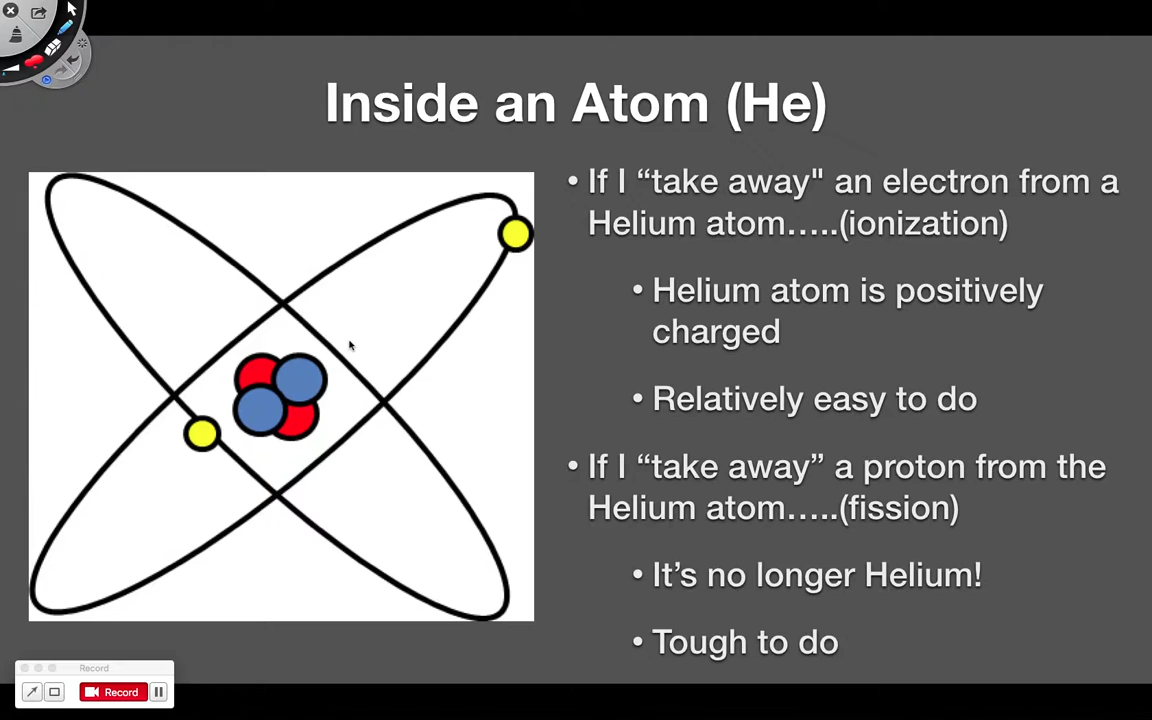 Inside an Atom (He)
• If I “take away" an electron from a
Helium atom…..(ionization)
• Helium atom is positively
charged
• Relatively easy to do
• If I “take away” a proton from the
Helium atom…..(fission)
• It’s no longer Helium!
• Tough to do
Record
Record